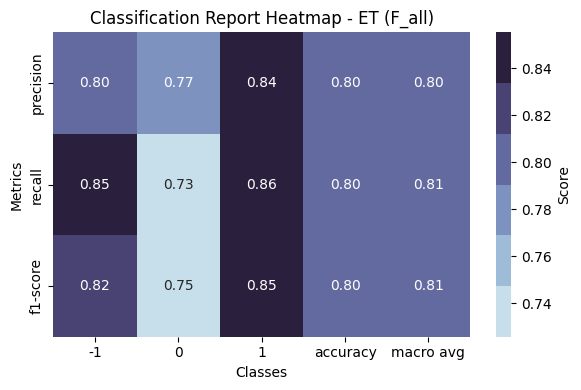 Classification Report Heatmap - ET (F_all)
Metrics
precision
0.80 0.77 0.84 0.80 0.80
recall
0.85 0.73 0.86 0.80 0.81
f1-score
0.82 0.75 0.85 0.80 0.81
-1 0 1 accuracy macro avg
Classes
0.84
0.82
0.80
0.78
0.76
0.74
Score